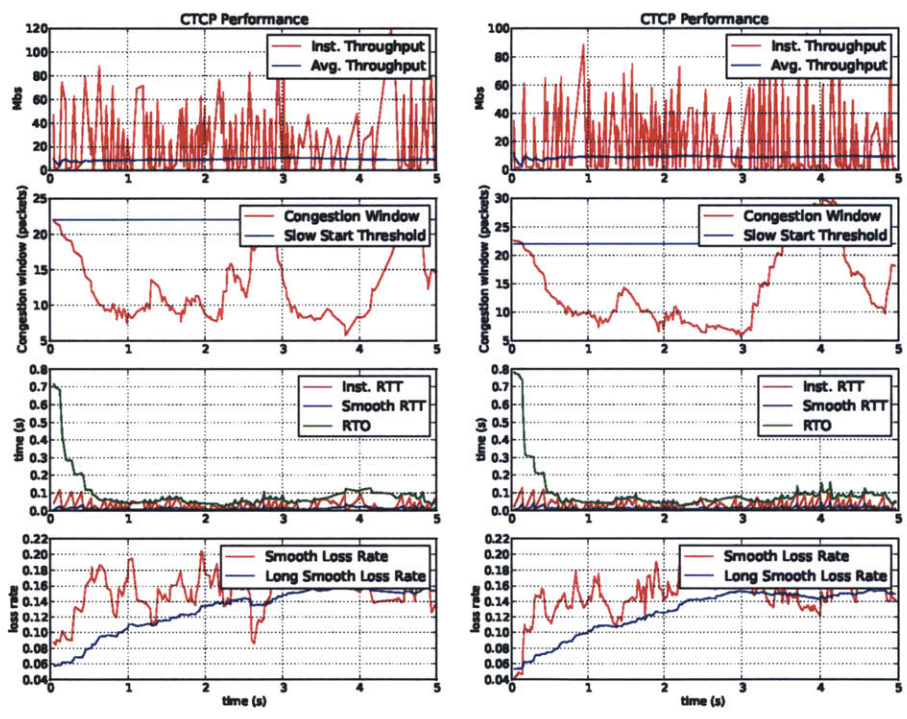 CTCP Performance
120
100
80
60
40
20
0
Mbs
Inst. Throughput
Avg. Throughput
0 1 2 3 4 5
25
20
15
10
5
Congestion window (packets)
Congestion Window
Slow Start Threshold
0 1 2 3 4 5
0.8
0.7
0.6
0.5
0.4
0.3
0.2
0.1
0.0
time (s)
Inst. RTT
Smooth RTT
RTO
0 1 2 3 4 5
0.22
0.20
0.18
0.16
0.14
0.12
0.10
0.08
0.06
0.04
loss rate
Smooth Loss Rate
Long Smooth Loss Rate
0 1 2 3 4 5
time (s)
CTCP Performance
100
80
60
40
20
0
Mbs
Inst. Throughput
Avg. Throughput
0 1 2 3 4 5
30
25
20
15
10
5
Congestion window (packets)
Congestion Window
Slow Start Threshold
0 1 2 3 4 5
0.8
0.7
0.6
0.5
0.4
0.3
0.2
0.1
0.0
time (s)
Inst. RTT
Smooth RTT
RTO
0 1 2 3 4 5
0.22
0.20
0.18
0.16
0.14
0.12
0.10
0.08
0.06
0.04
loss rate
Smooth Loss Rate
Long Smooth Loss Rate
0 1 2 3 4 5
time (s)